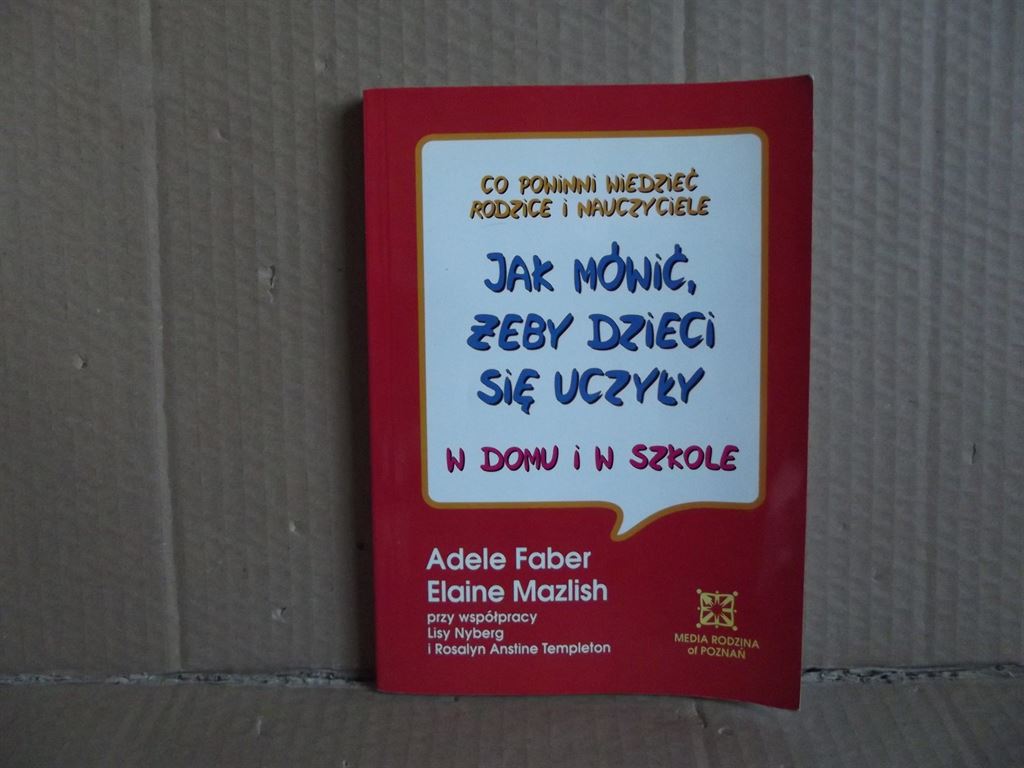 CO POWINNI WIEDZIEĆ
RODZICE I NAUCZYCIELE
JAK MÓWIĆ,
ŻEBY DZIECI
SIĘ UCZYŁY
W DOMU I W SZKOLE
Adele Faber
Elaine Mazlish
przy współpracy
Lisy Nyberg
i Rosalyn Anstine Templeton
MEDIA RODZINA
of POZNAŃ